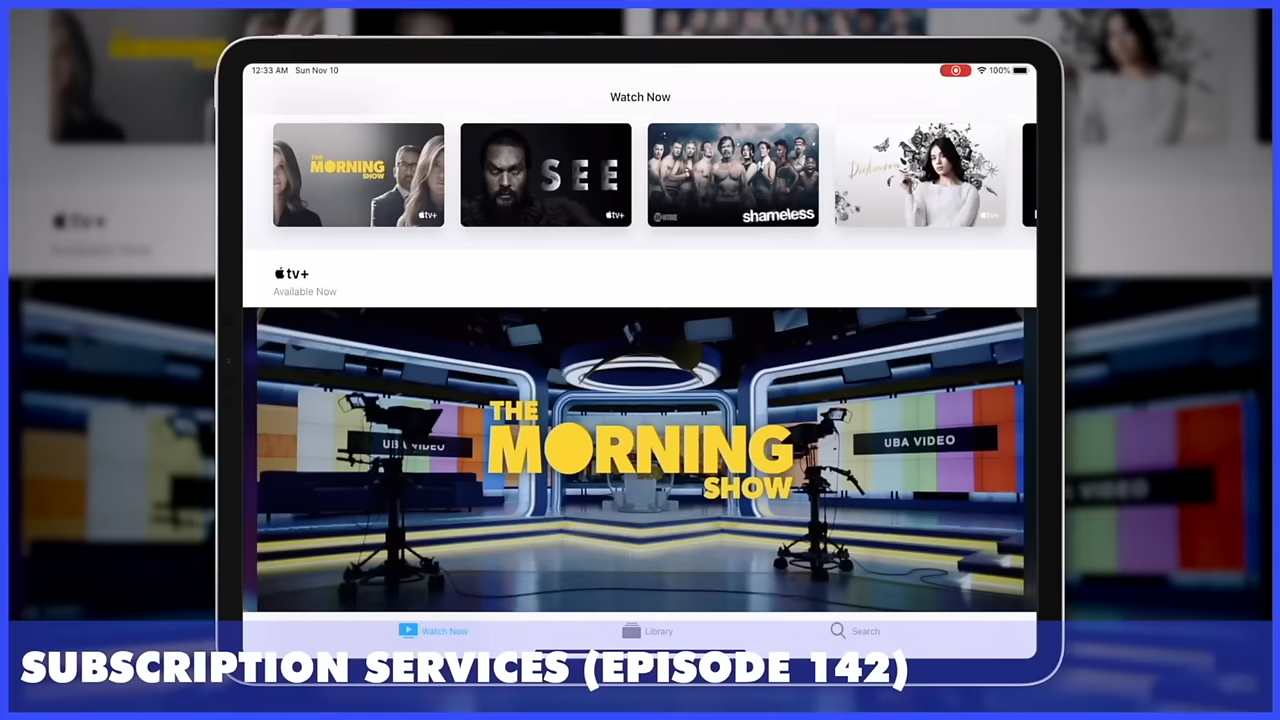 12:33 AM Sun Nov 10
100%
Watch Now
THE
MORNING
SHOW
tv+
SEE
tv+
SHOWTIME
shameless
Dickinson
tv+
tv+
Available Now
THE
MORNING
SHOW
UBA VIDEO
UBA VIDEO
Watch Now
Library
Search
SUBSCRIPTION SERVICES (EPISODE 142)